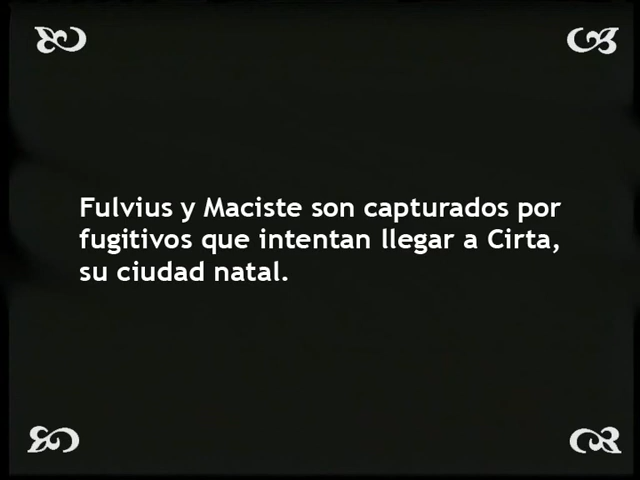 Fulvius y Maciste son capturados por
fugitivos que intentan llegar a Cirta,
su ciudad natal.